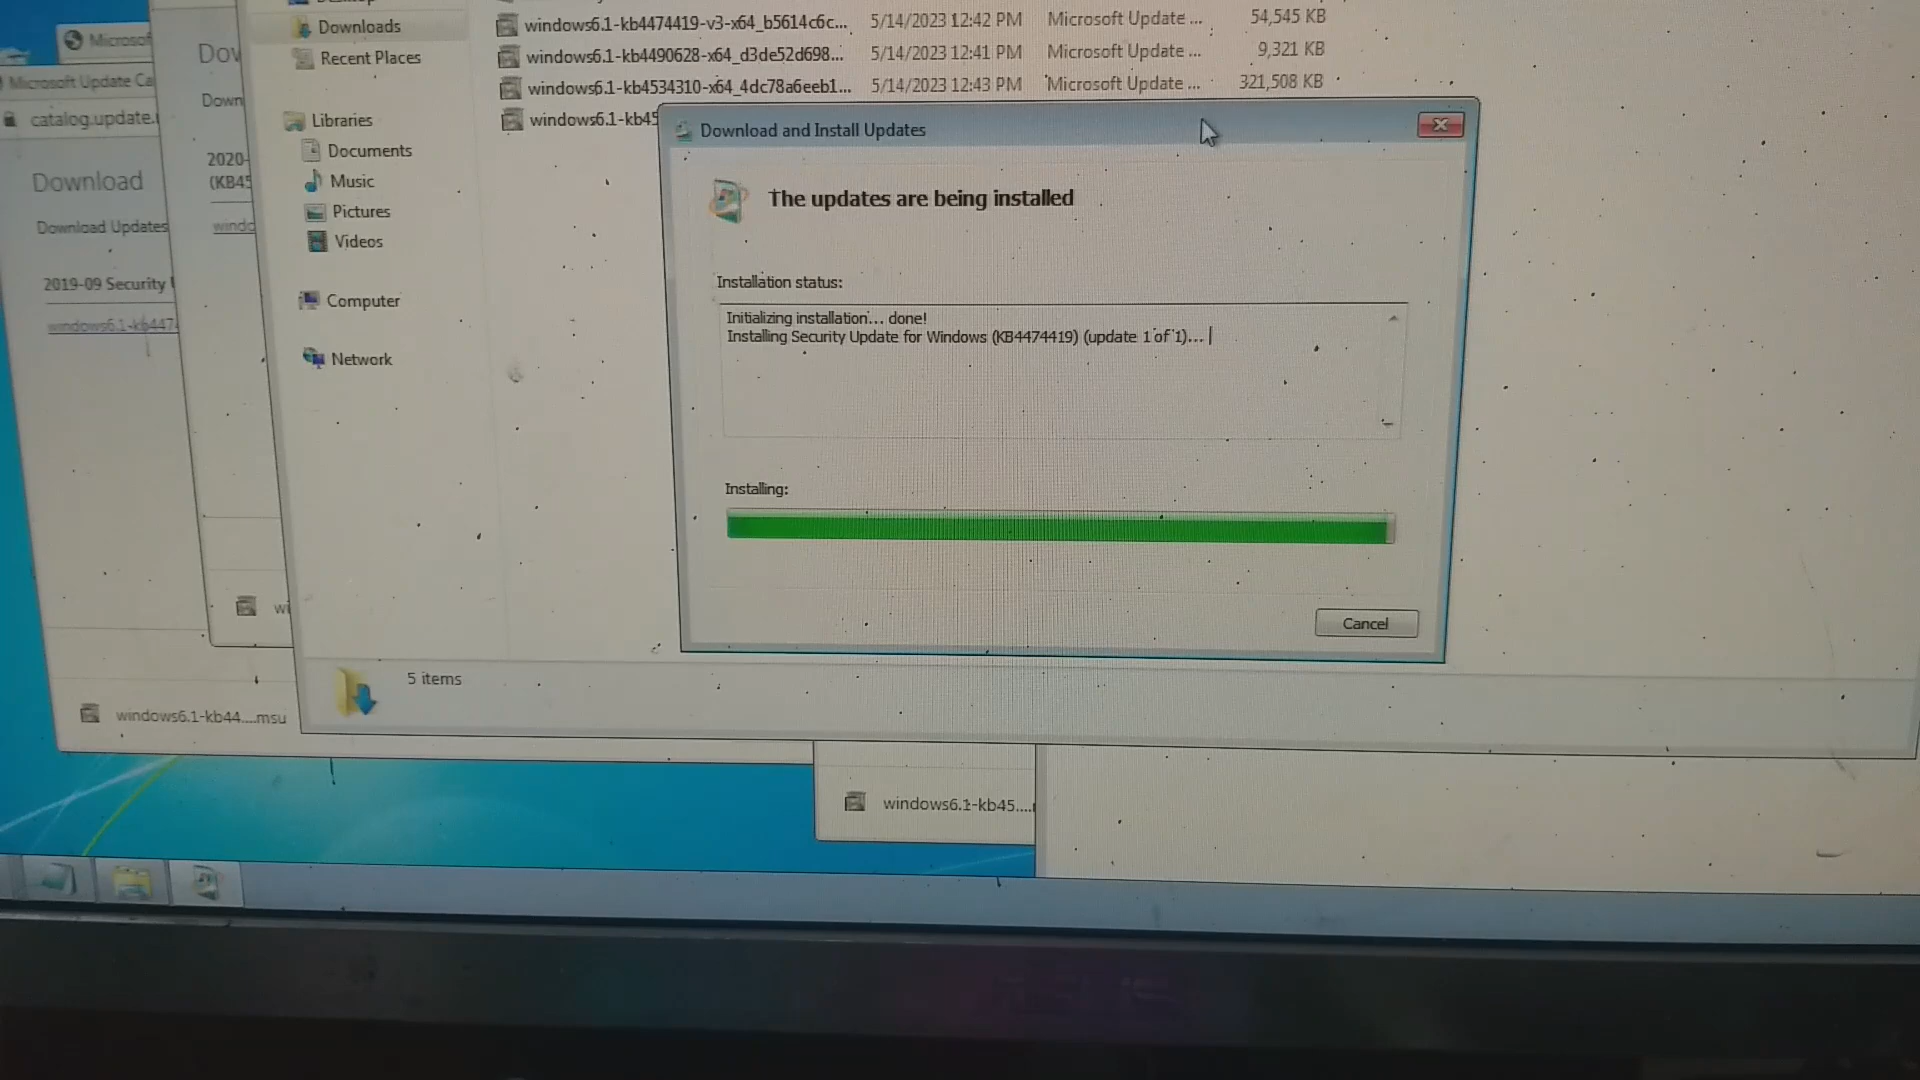 Microsof
Microsoft Update Ca
catalog.update.
Download
Download Updates
2019-09 Security
windows6.1-kb447
windows6.1-kb44....msu
Dow
Down
2020-
(KB45
windo
wi
Downloads
Recent Places
Libraries
Documents
Music
Pictures
Videos
Computer
Network
windows6.1-kb4474419-v3-x64_b5614c6c... 5/14/2023 12:42 PM Microsoft Update ... 54,545 KB
windows6.1-kb4490628-x64_d3de52d698... 5/14/2023 12:41 PM Microsoft Update ... 9,321 KB
windows6.1-kb4534310-x64_4dc78a6eeb1... 5/14/2023 12:43 PM Microsoft Update ... 321,508 KB
windows6.1-kb45
Download and Install Updates
The updates are being installed
Installation status:
Initializing installation... done!
Installing Security Update for Windows (KB4474419) (update 1 of 1)...
Installing:
Cancel
5 items
windows6.1-kb45....